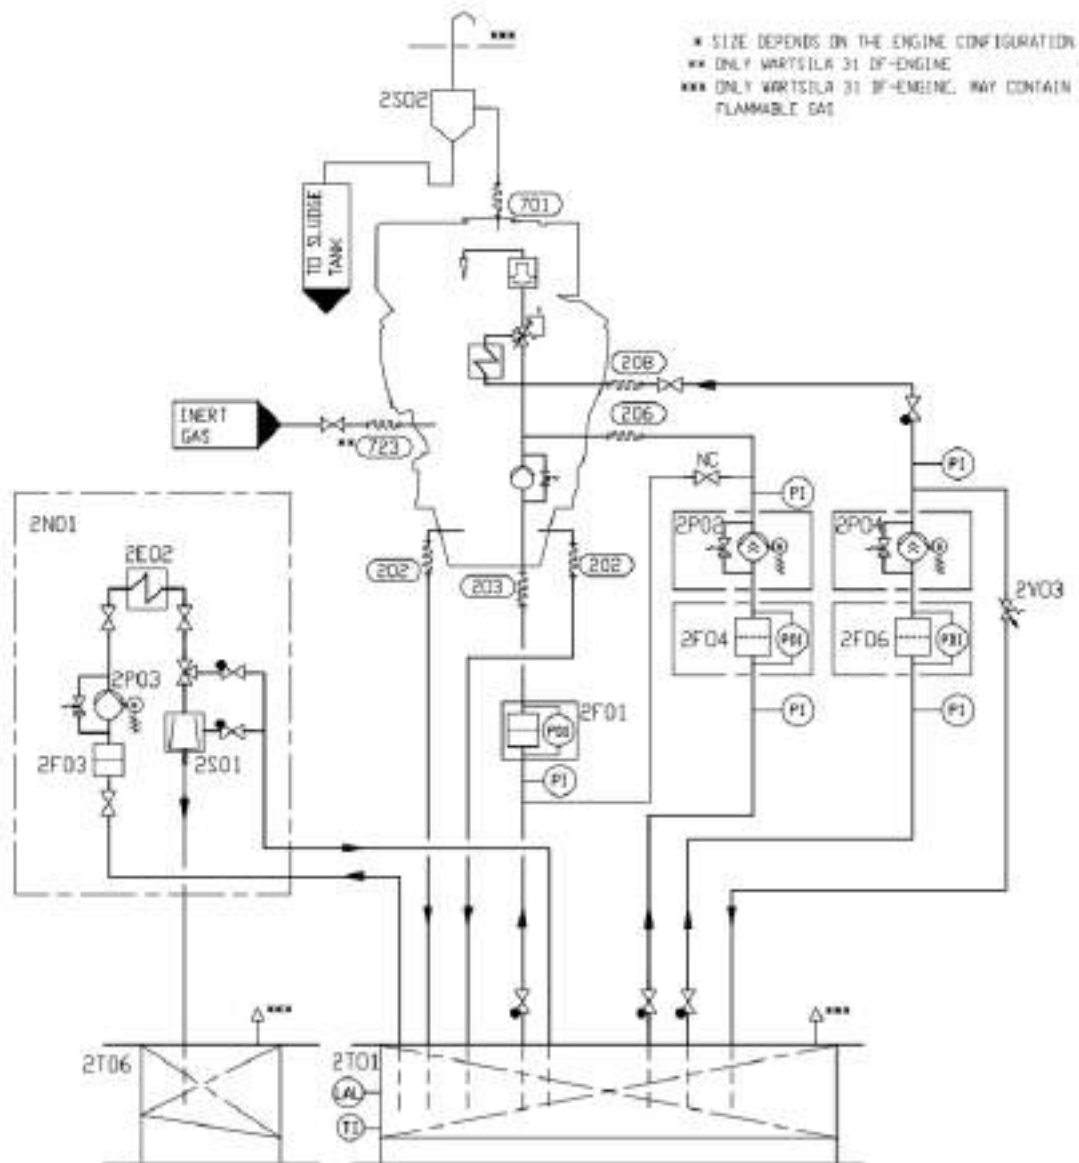 ***
* SIZE DEPENDS ON THE ENGINE CONFIGURATION
** ONLY WARTSILA 31 DF-ENGINE
*** ONLY WARTSILA 31 DF-ENGINE, MAY CONTAIN
FLAMMABLE GAS
2S02
TO SLUDGE
TANK
701
208
206
INERT
GAS
**
723
NC
PI
PI
2N01
2E02
2P02
2P04
202
203
202
2V03
2F04
PDI
2F06
PDI
2P03
2F01
PDI
PI
PI
2F03
2S01
PI
***
***
2T06
2T01
LAL
TI